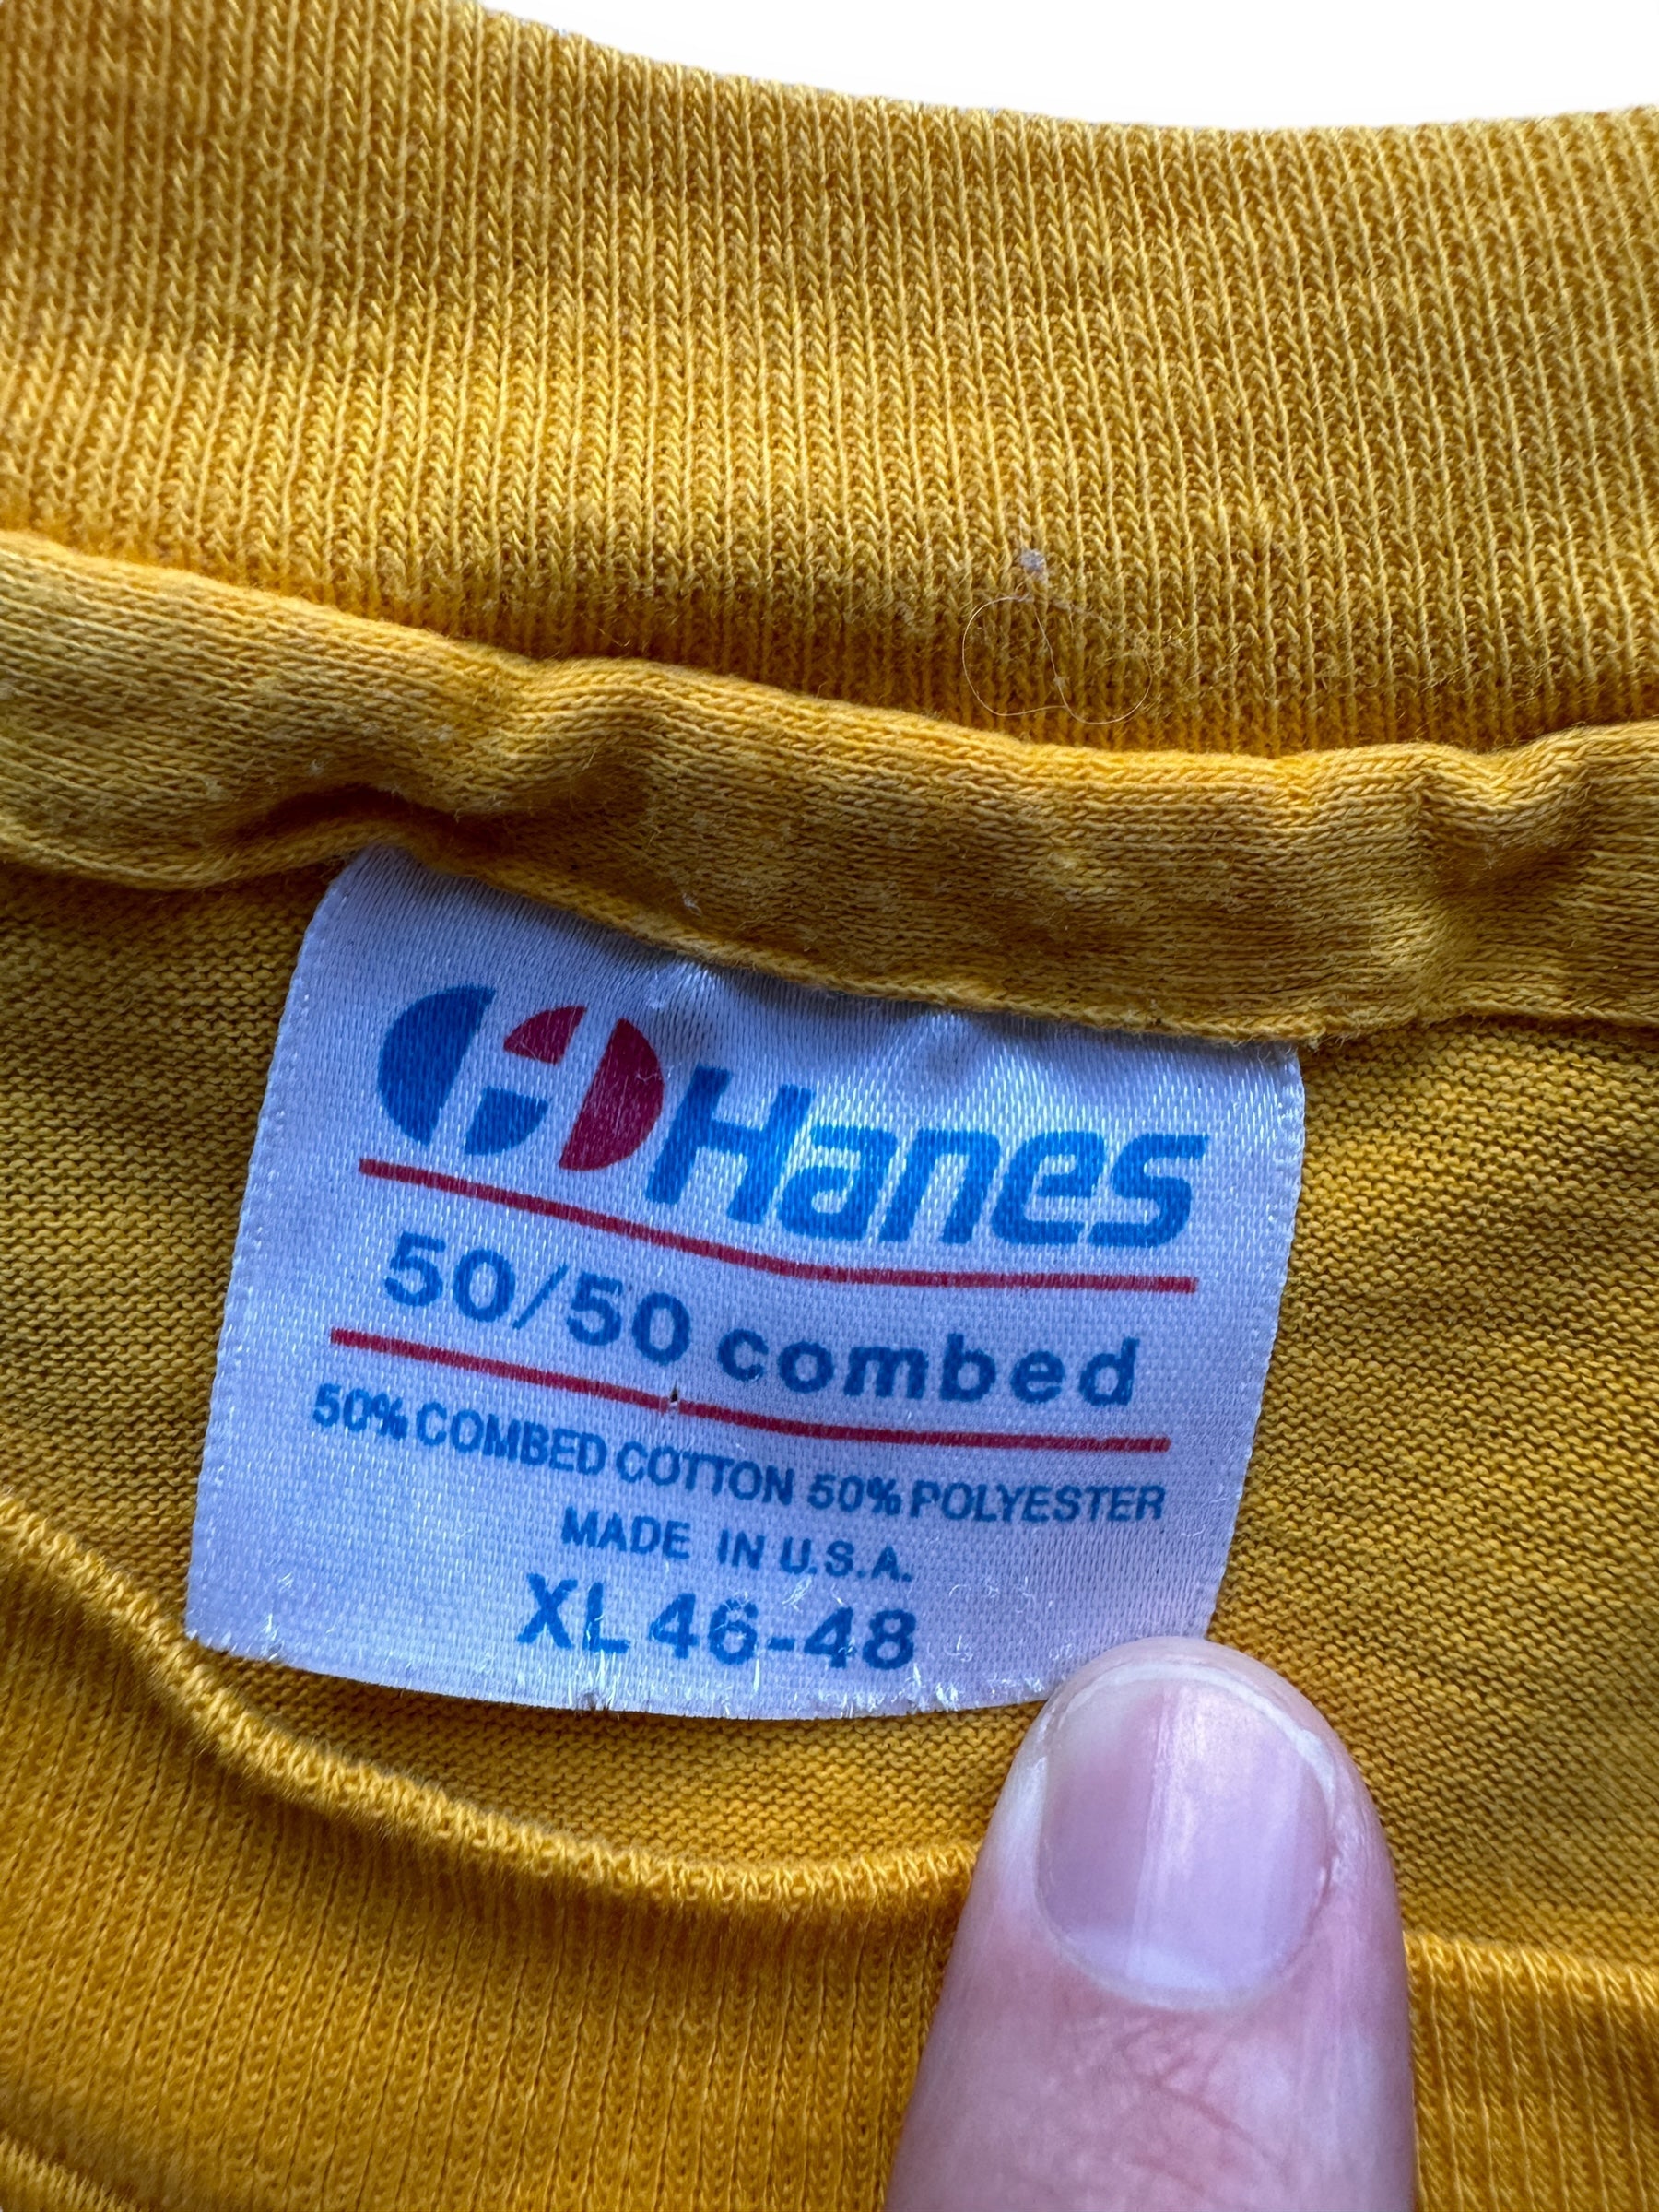 Hanes
50/50 combed
50% COMBED COTTON 50% POLYESTER
MADE IN U.S.A.
XL 46-48